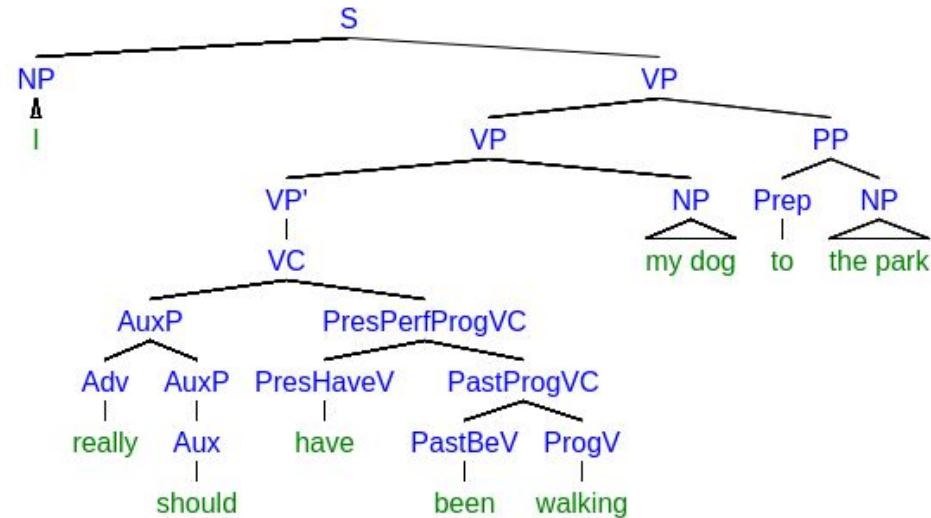 S
NP VP
I VP PP
VP' NP Prep NP
VC my dog to the park
AuxP PresPerfProgVC
Adv AuxP PresHaveV PastProgVC
really Aux have PastBeV ProgV
should been walking